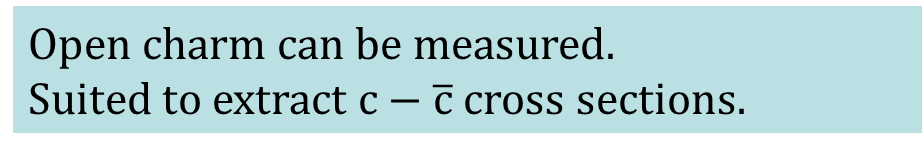 Open charm can be measured.
Suited to extract c − c̄ cross sections.